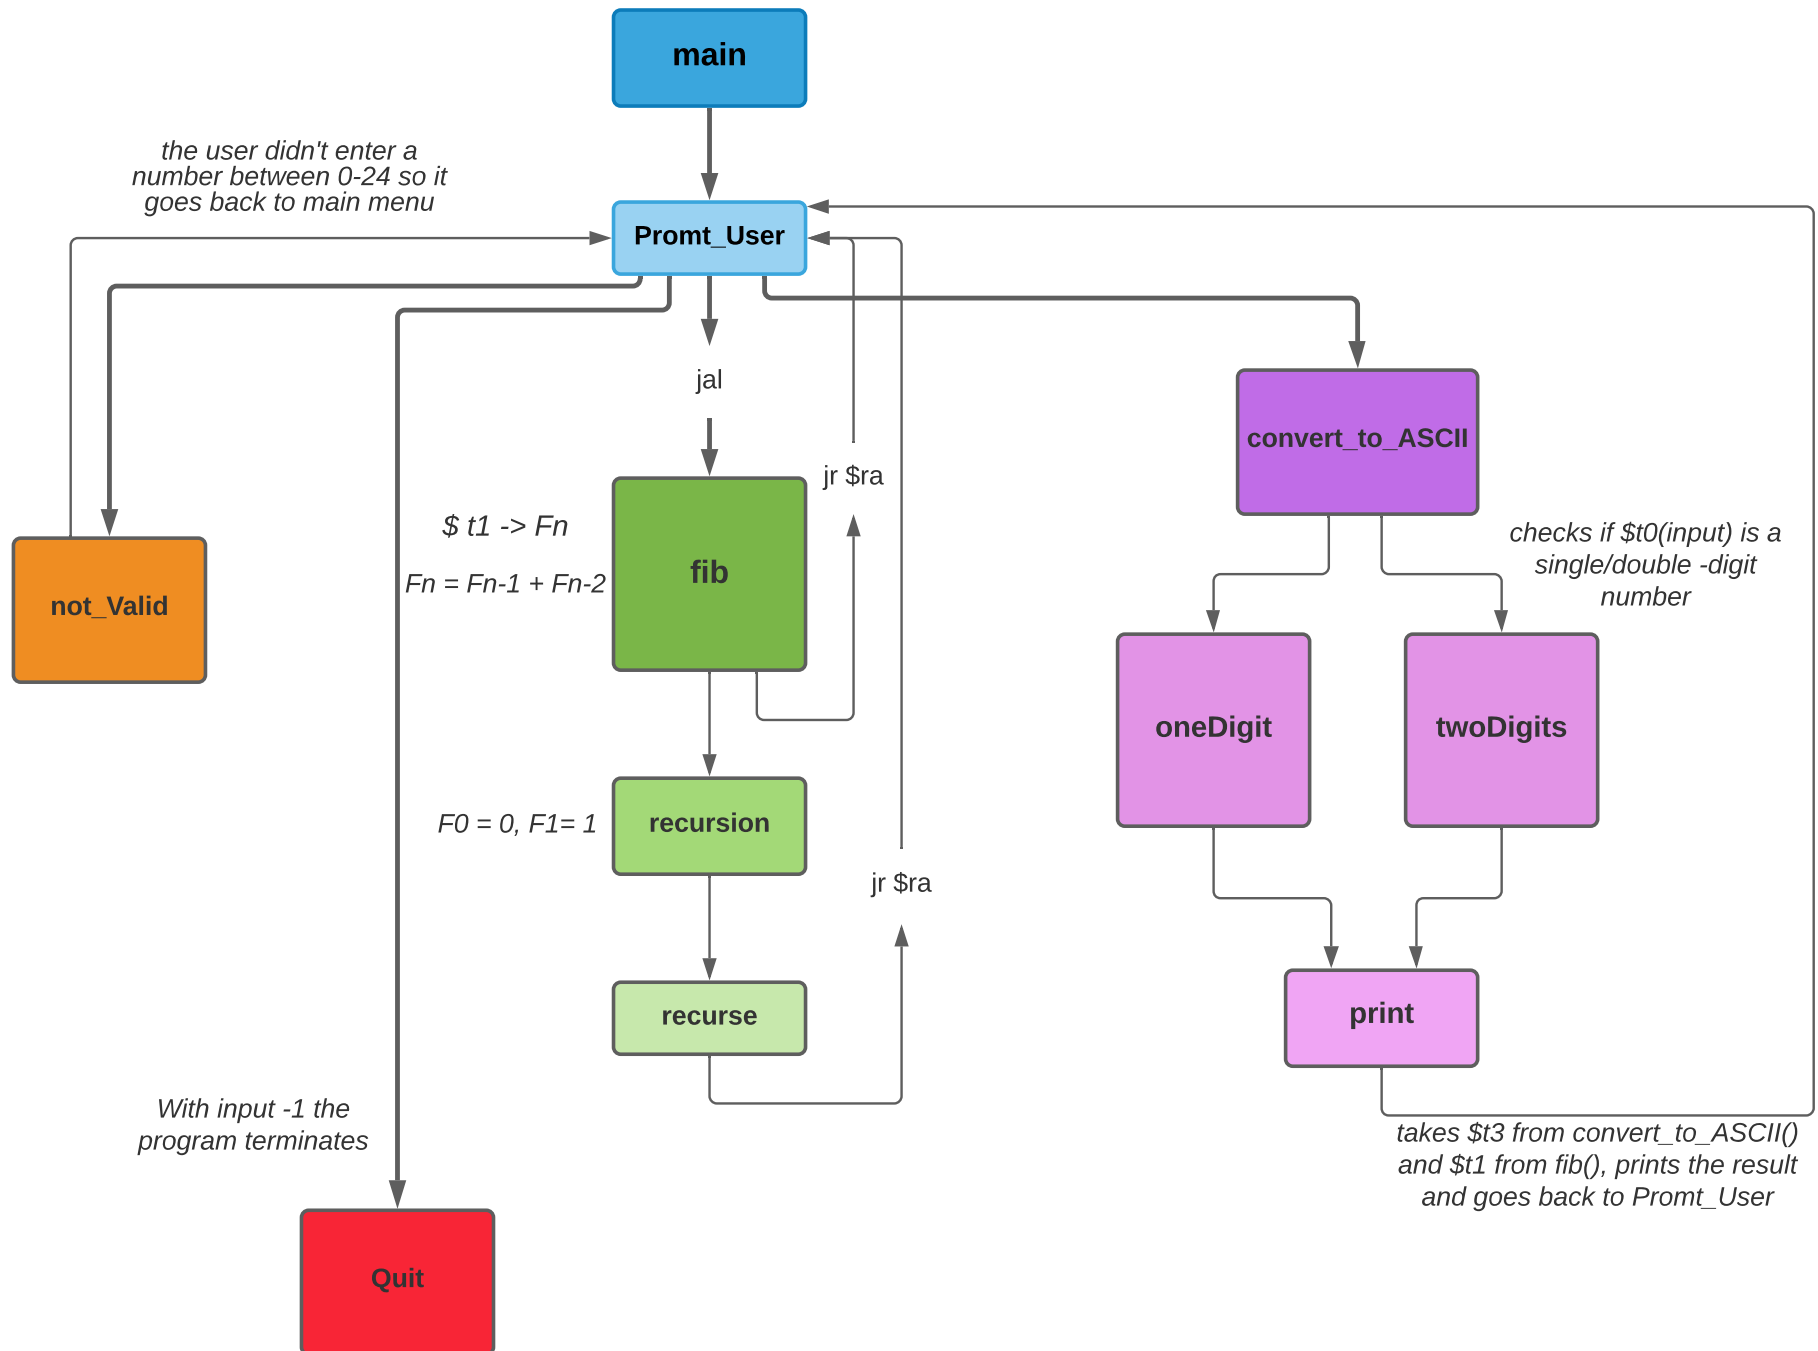 main
the user didn't enter a
number between 0-24 so it
goes back to main menu
Promt_User
jal
convert_to_ASCII
jr $ra
$ t1 -> Fn
Fn = Fn-1 + Fn-2
fib
not_Valid
checks if $t0(input) is a
single/double -digit
number
oneDigit
twoDigits
F0 = 0, F1= 1
recursion
jr $ra
recurse
print
With input -1 the
program terminates
takes $t3 from convert_to_ASCII()
and $t1 from fib(), prints the result
and goes back to Promt_User
Quit